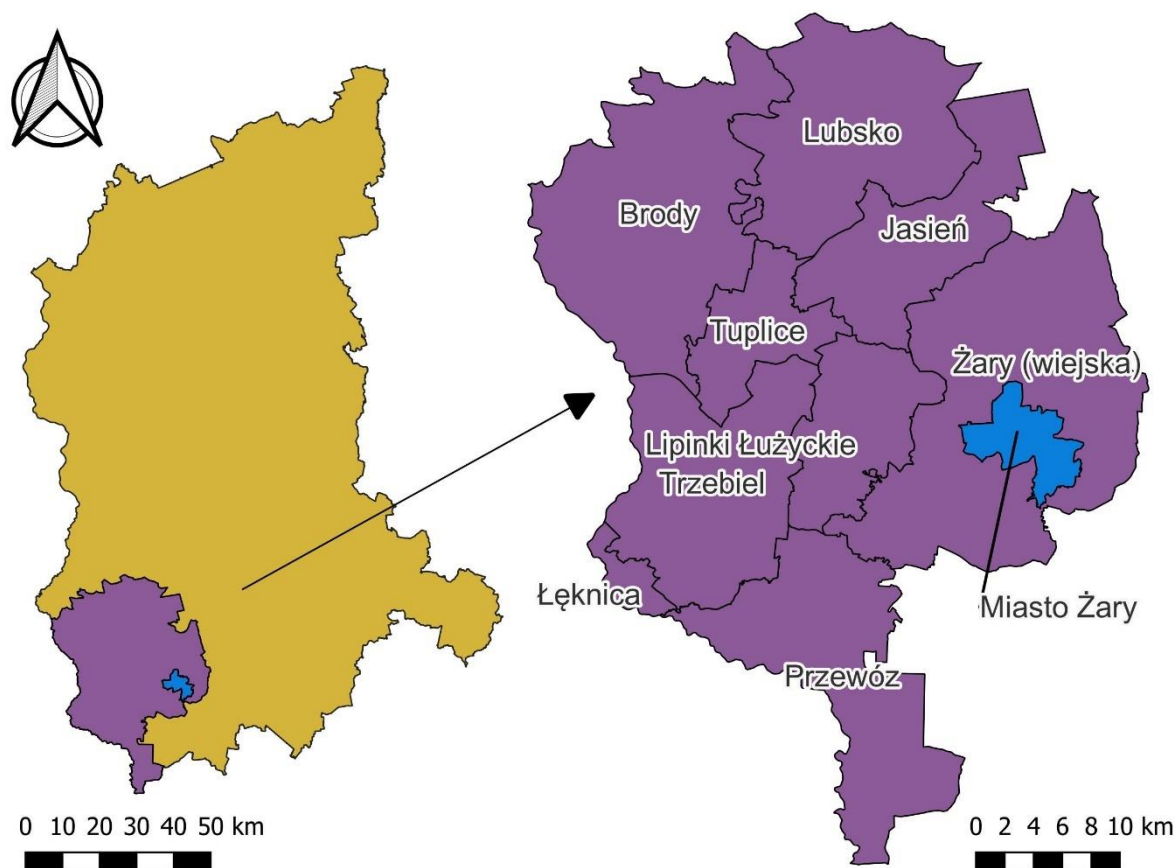 Lubsko
Brody
Jasień
Tuplice
Żary (wiejska)
Lipinki Łużyckie
Trzebiel
Łęknica
Miasto Żary
Przewóz
0 10 20 30 40 50 km
0 2 4 6 8 10 km